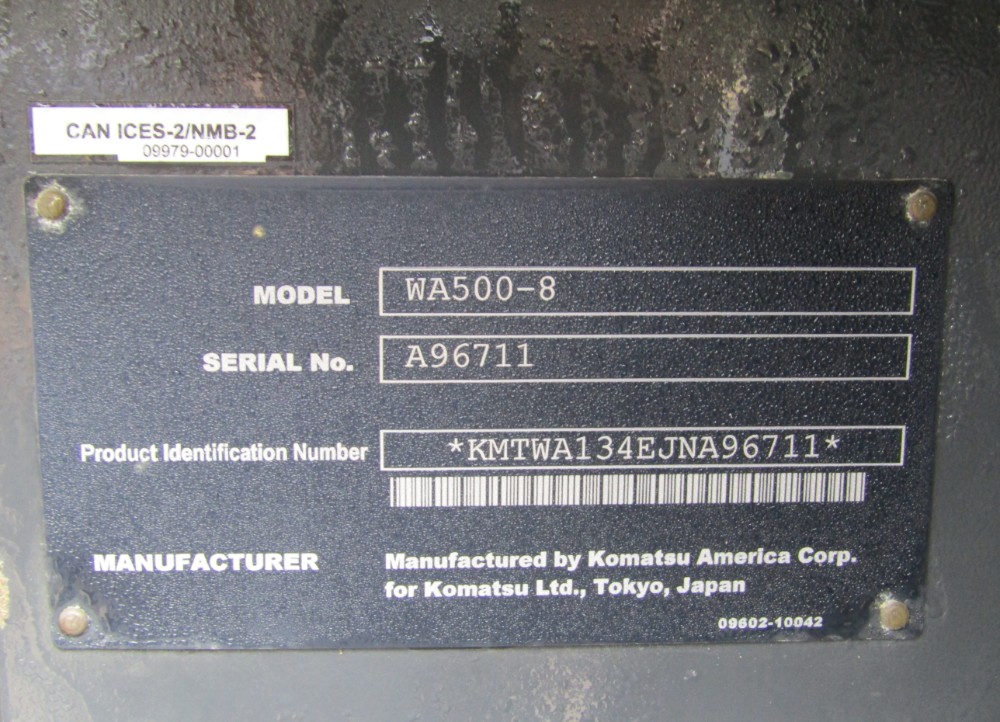 CAN ICES-2/NMB-2
09979-00001
MODEL WA500-8
SERIAL No. A96711
Product Identification Number *KMTWA134EJNA96711*
MANUFACTURER Manufactured by Komatsu America Corp.
for Komatsu Ltd., Tokyo, Japan
09602-10042